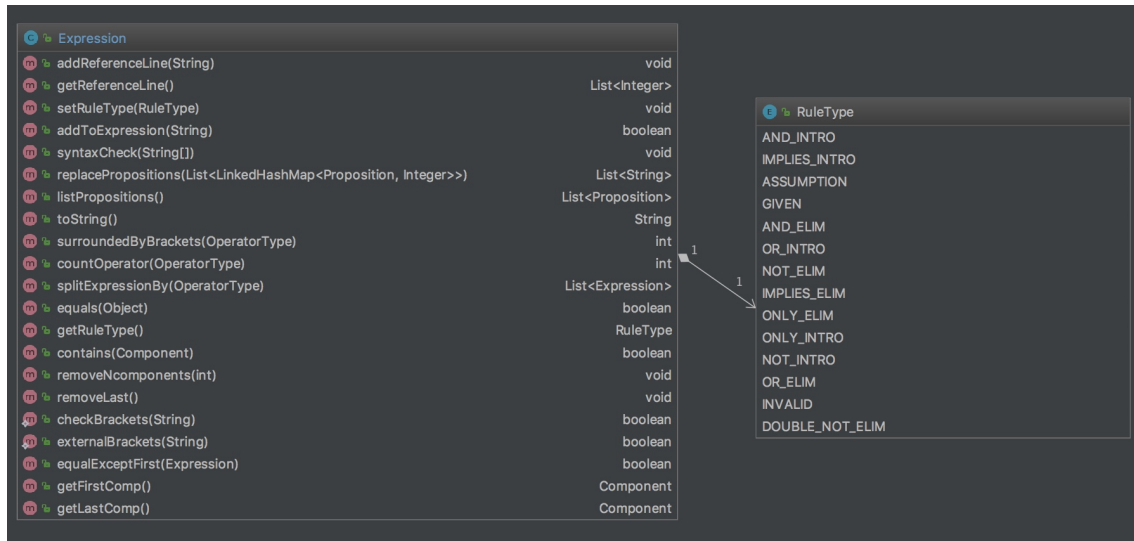 Expression
addReferenceLine(String) void
getReferenceLine() List<Integer>
setRuleType(RuleType) void
addToExpression(String) boolean
syntaxCheck(String[]) void
replacePropositions(List<LinkedHashMap<Proposition, Integer>>) List<String>
listPropositions() List<Proposition>
toString() String
surroundedByBrackets(OperatorType) int
countOperator(OperatorType) int
splitExpressionBy(OperatorType) List<Expression>
equals(Object) boolean
getRuleType() RuleType
contains(Component) boolean
removeNcomponents(int) void
removeLast() void
checkBrackets(String) boolean
externalBrackets(String) boolean
equalExceptFirst(Expression) boolean
getFirstComp() Component
getLastComp() Component
1
1
RuleType
AND_INTRO
IMPLIES_INTRO
ASSUMPTION
GIVEN
AND_ELIM
OR_INTRO
NOT_ELIM
IMPLIES_ELIM
ONLY_ELIM
ONLY_INTRO
NOT_INTRO
OR_ELIM
INVALID
DOUBLE_NOT_ELIM